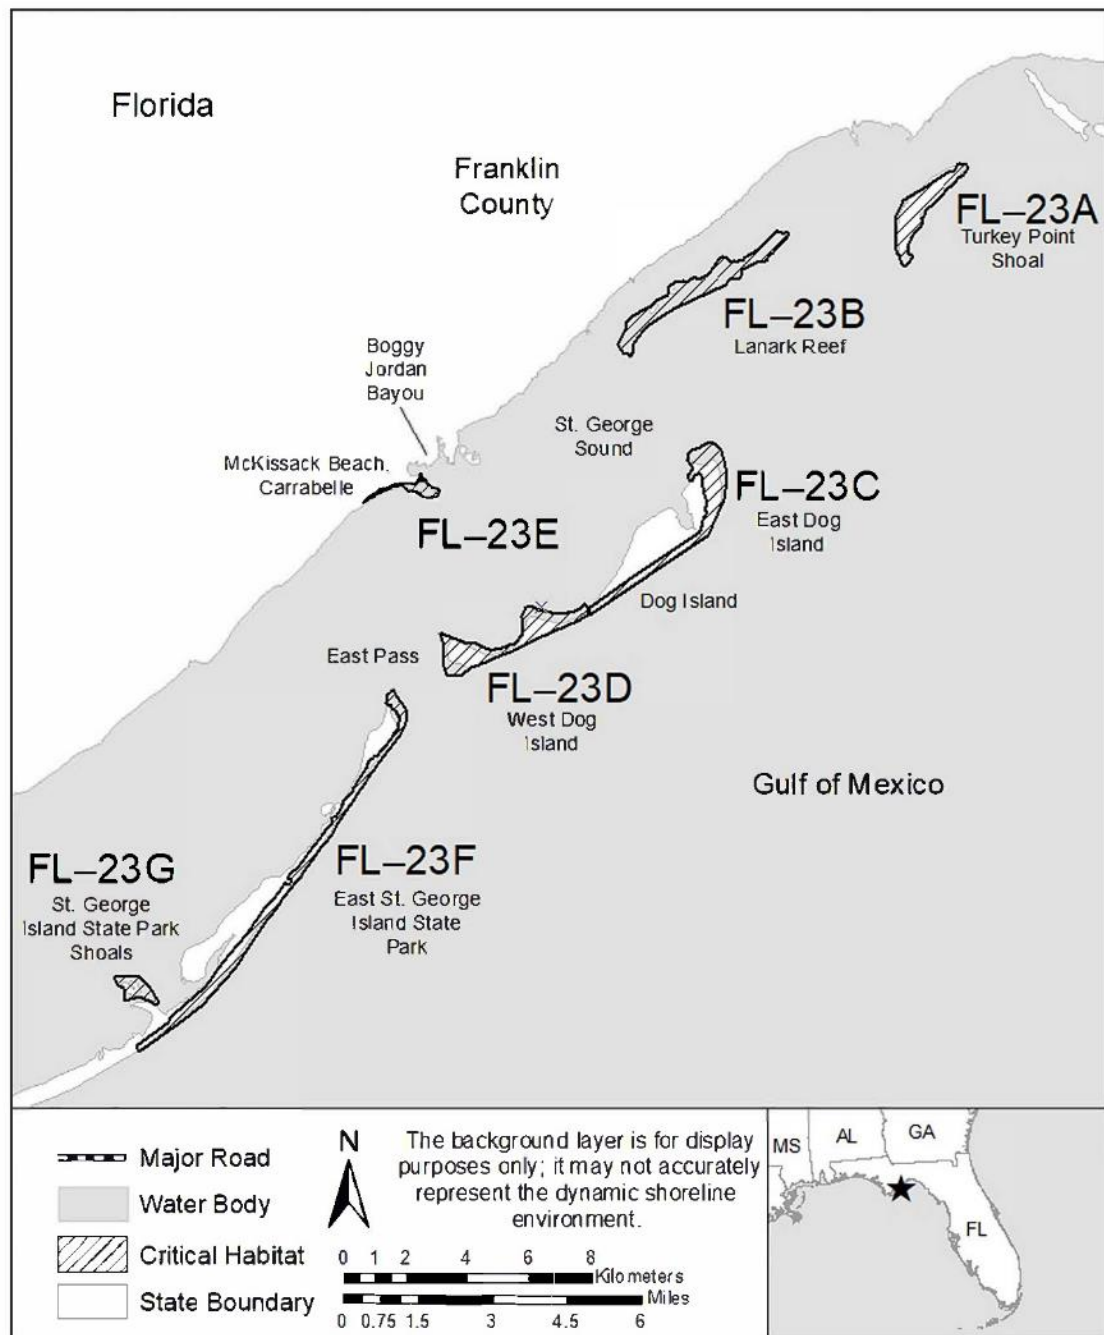 Florida
Franklin
County
FL–23A
Turkey Point
Shoal
FL–23B
Lanark Reef
Boggy
Jordan
Bayou
St. George
Sound
McKissack Beach,
Carrabelle
FL–23C
East Dog
Island
FL–23E
Dog Island
East Pass
FL–23D
West Dog
Island
Gulf of Mexico
FL–23G
St. George
Island State Park
Shoals
FL–23F
East St. George
Island State
Park
Major Road
Water Body
Critical Habitat
State Boundary
N
The background layer is for display
purposes only; it may not accurately
represent the dynamic shoreline
environment.
0 1 2 4 6 8
Kilometers
Miles
0 0.75 1.5 3 4.5 6
MS
AL
GA
FL